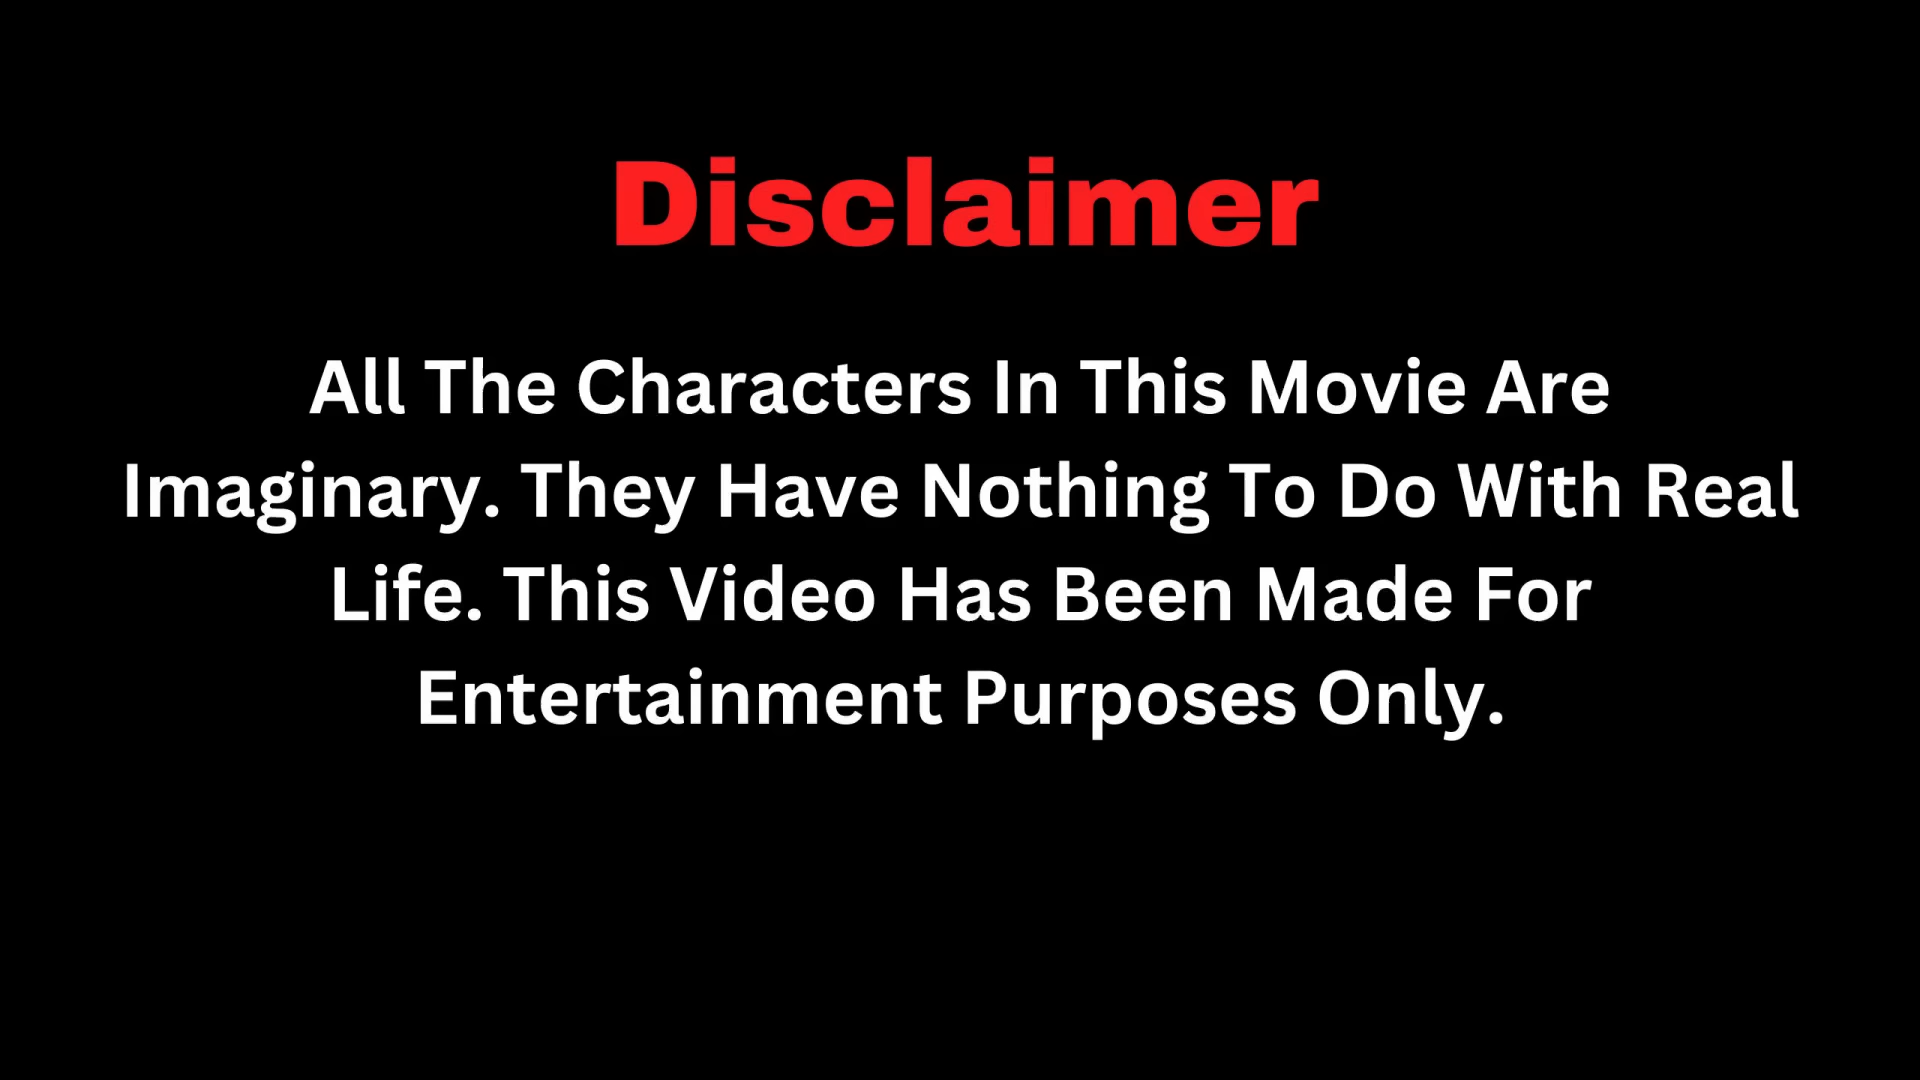 Disclaimer
All The Characters In This Movie Are
Imaginary. They Have Nothing To Do With Real
Life. This Video Has Been Made For
Entertainment Purposes Only.